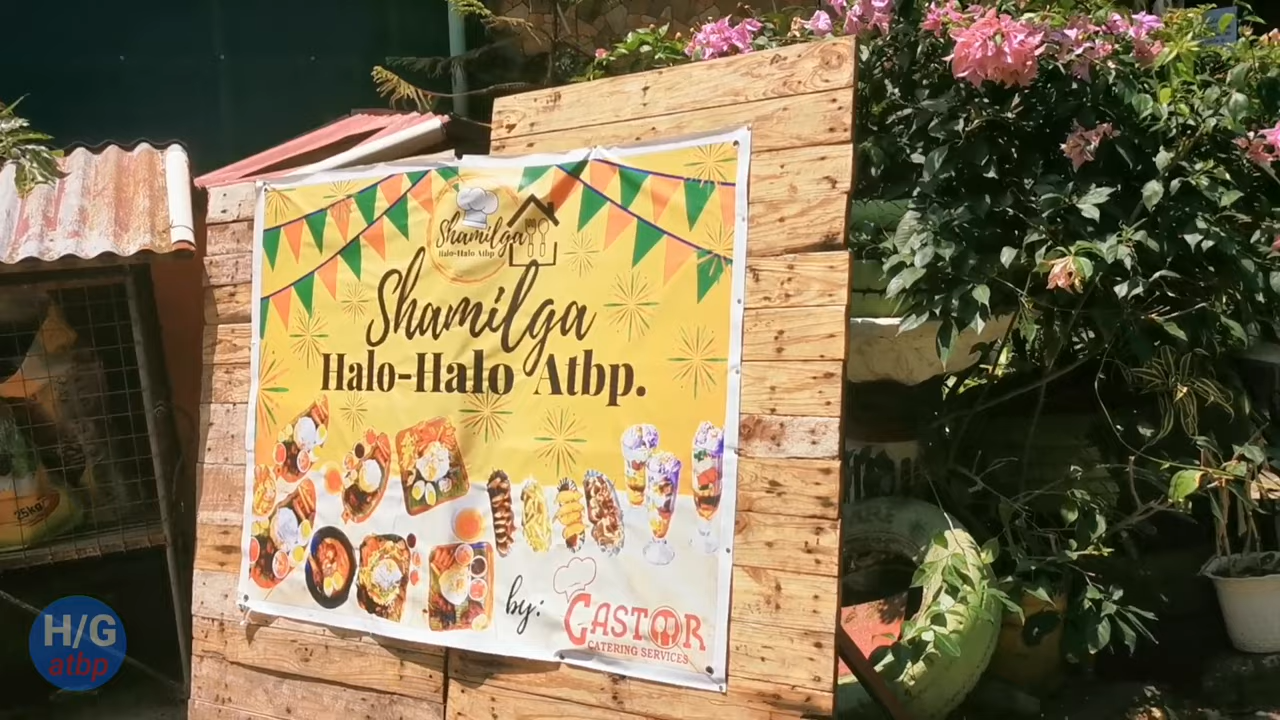 Shamilga
Halo-Halo Atbp
Shamilga
Halo-Halo Atbp.
by:
CASTOR
CATERING SERVICES
25KG
H/G
atbp